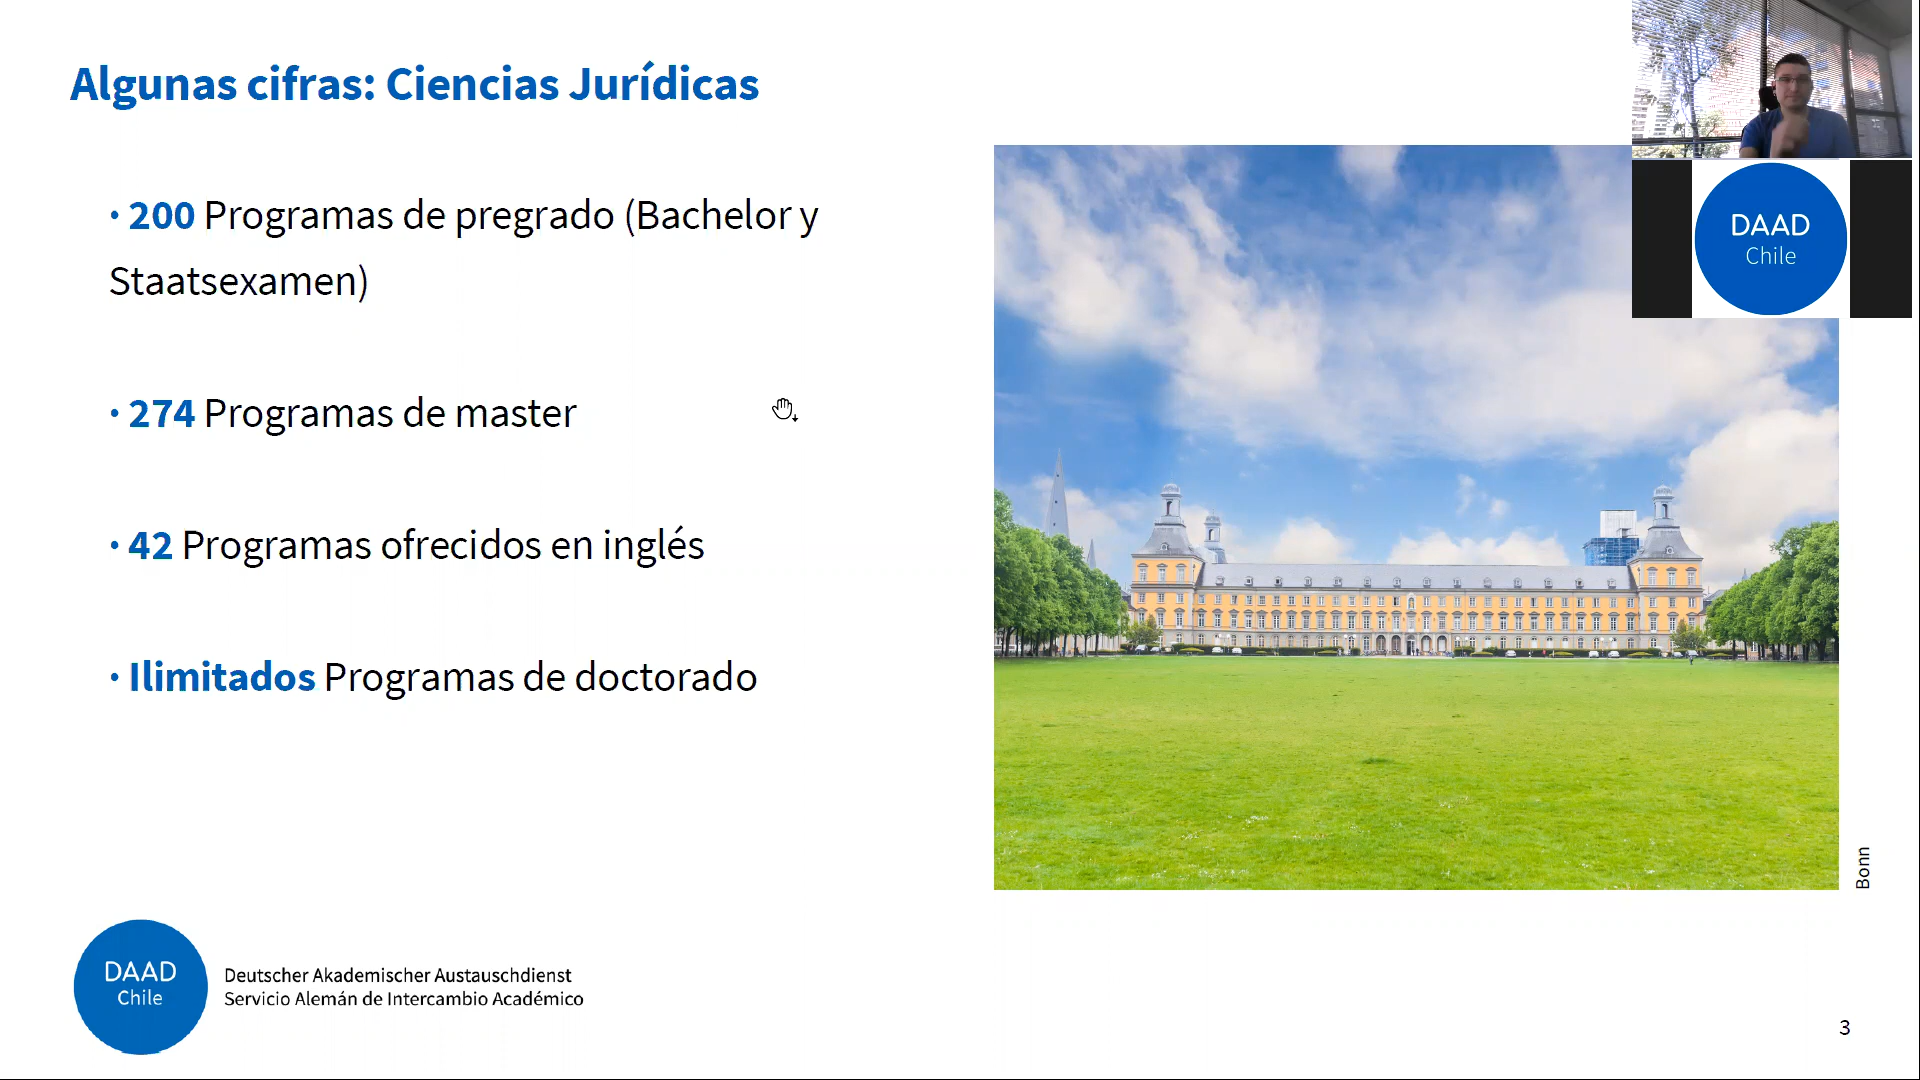 Algunas cifras: Ciencias Jurídicas
· 200 Programas de pregrado (Bachelor y
Staatsexamen)
· 274 Programas de master
· 42 Programas ofrecidos en inglés
· Ilimitados Programas de doctorado
DAAD
Chile
Bonn
DAAD
Chile
Deutscher Akademischer Austauschdienst
Servicio Alemán de Intercambio Académico
3